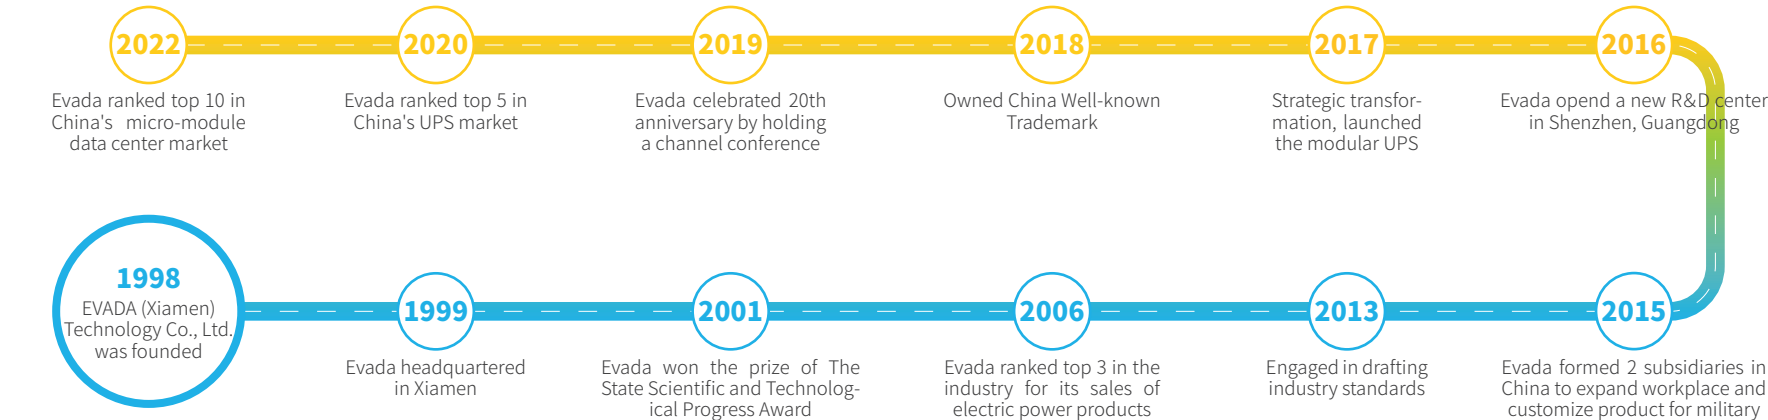 2022
Evada ranked top 10 in
China's micro-module
data center market
2020
Evada ranked top 5 in
China's UPS market
2019
Evada celebrated 20th
anniversary by holding
a channel conference
2018
Owned China Well-known
Trademark
2017
Strategic transfor-
mation, launched
the modular UPS
2016
Evada opend a new R&D center
in Shenzhen, Guangdong
1998
EVADA (Xiamen)
Technology Co., Ltd.
was founded
1999
Evada headquartered
in Xiamen
2001
Evada won the prize of The
State Scientific and Technolog-
ical Progress Award
2006
Evada ranked top 3 in the
industry for its sales of
electric power products
2013
Engaged in drafting
industry standards
2015
Evada formed 2 subsidiaries in
China to expand workplace and
customize product for military